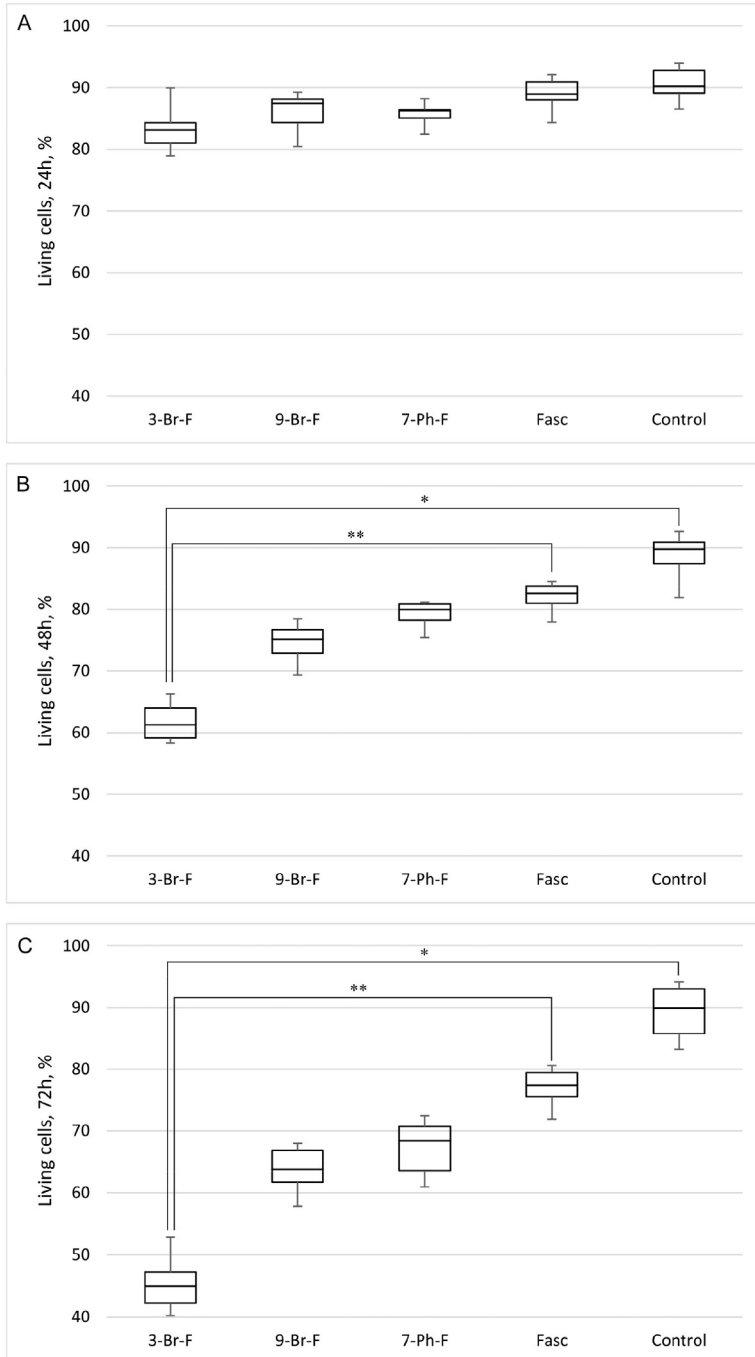 A
Living cells, 24h, %
100
90
80
70
60
50
40
3-Br-F 9-Br-F 7-Ph-F Fasc Control
B
Living cells, 48h, %
100
90
80
70
60
50
40
*
**
3-Br-F 9-Br-F 7-Ph-F Fasc Control
C
Living cells, 72h, %
100
90
80
70
60
50
40
*
**
3-Br-F 9-Br-F 7-Ph-F Fasc Control